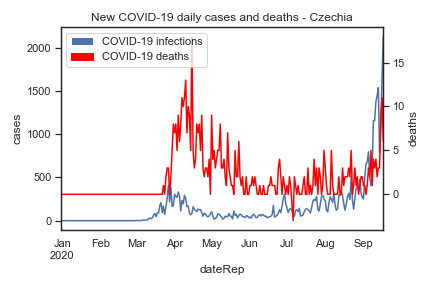 New COVID-19 daily cases and deaths - Czechia
COVID-19 infections
COVID-19 deaths
2000
1500
1000
500
0
cases
15
10
5
0
deaths
Jan Feb Mar Apr May Jun Jul Aug Sep
2020
dateRep